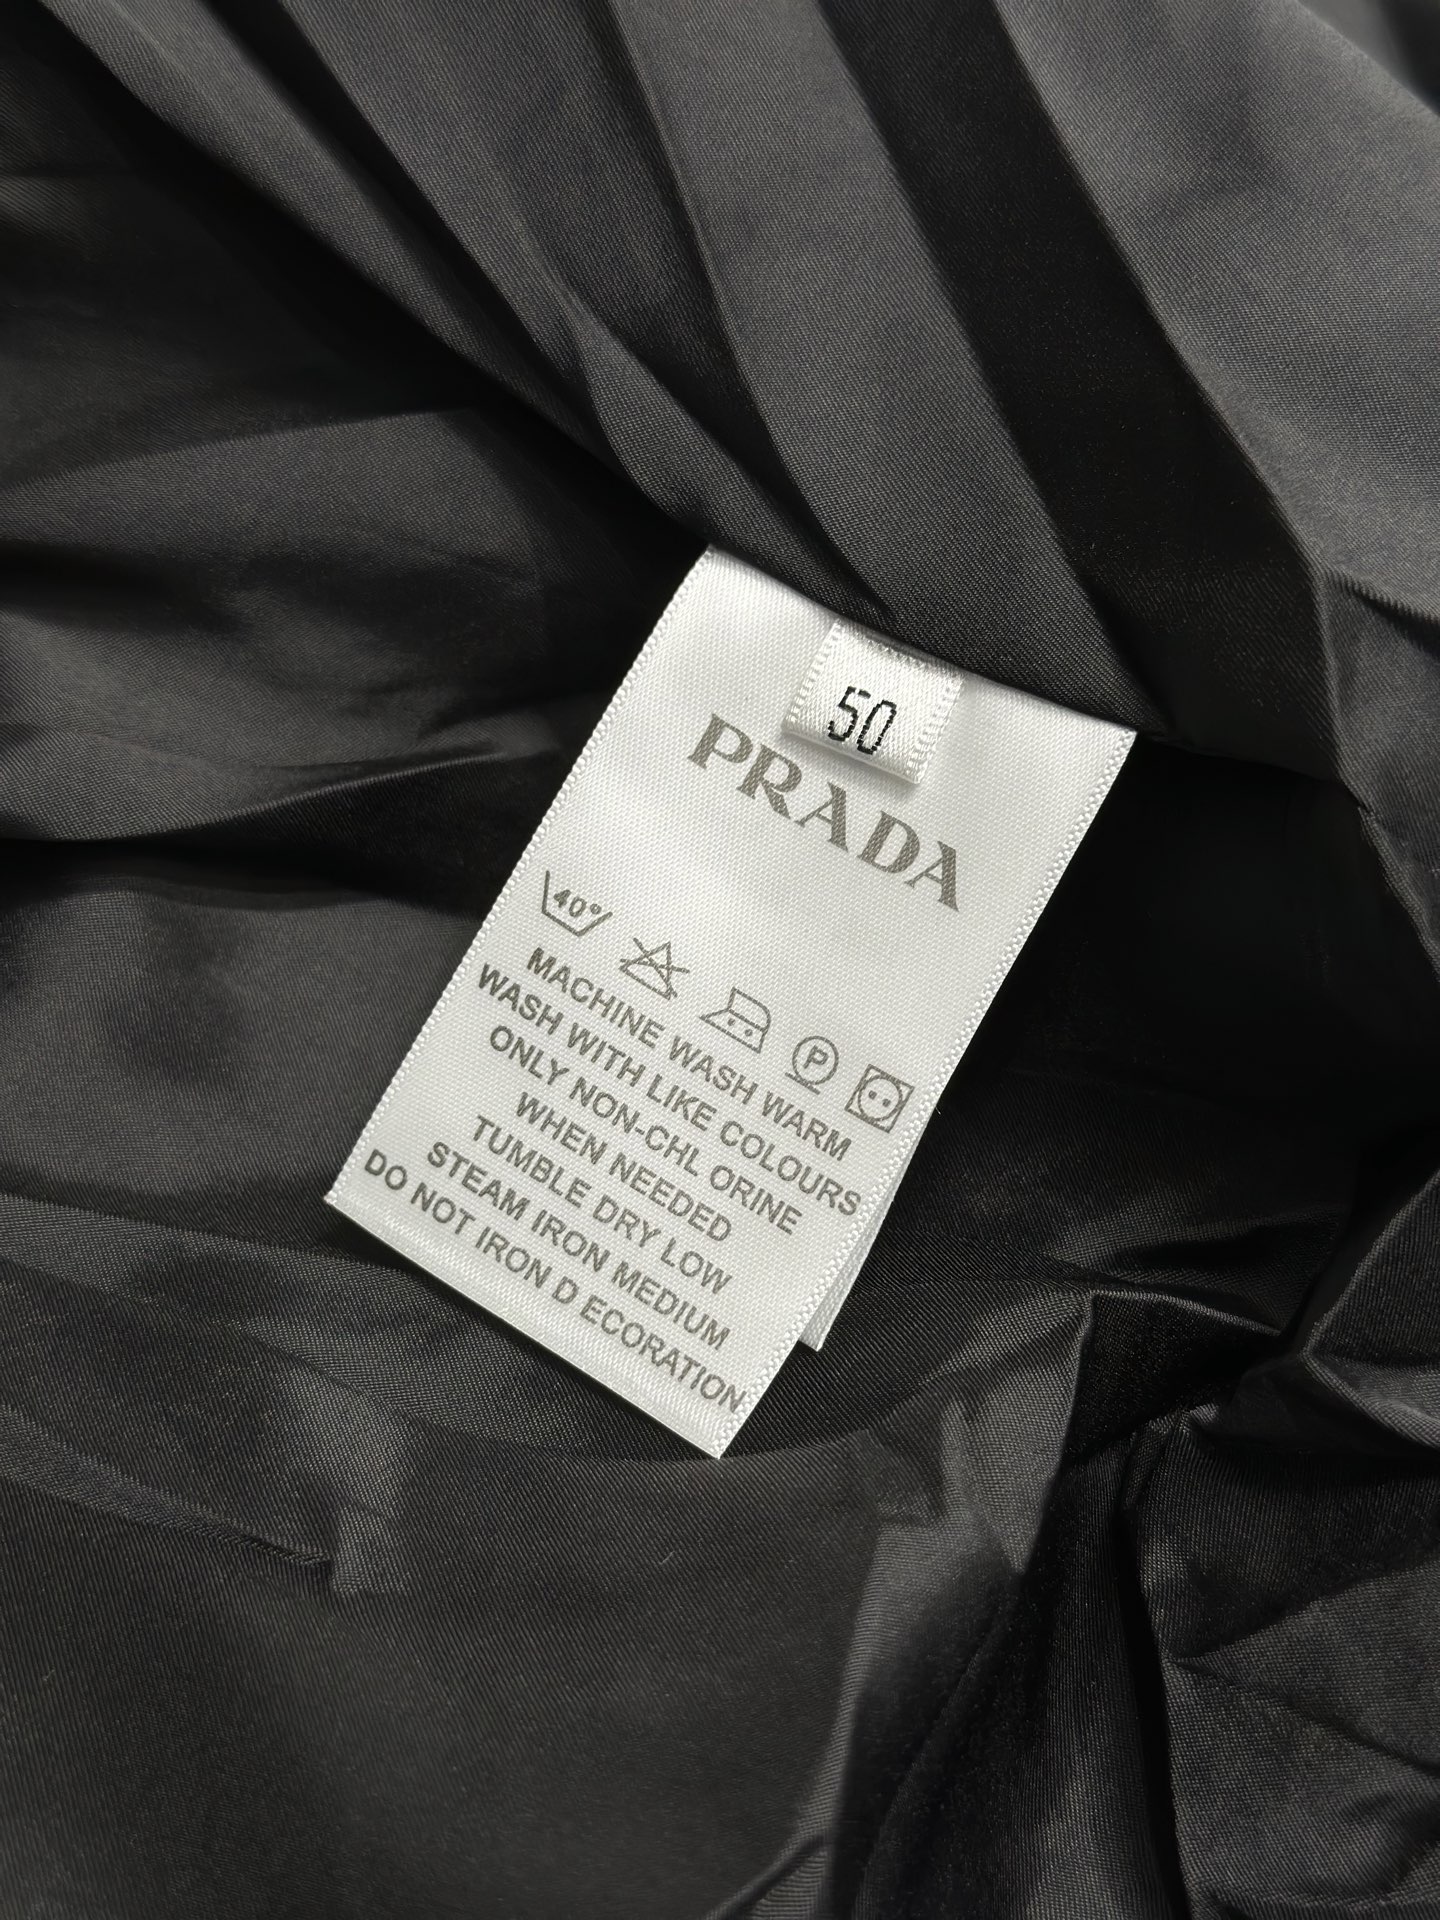 50
PRADA
40°
P
MACHINE WASH WARM
WASH WITH LIKE COLOURS
ONLY NON-CHL ORINE
WHEN NEEDED
TUMBLE DRY LOW
STEAM IRON MEDIUM
DO NOT IRON D ECORATION